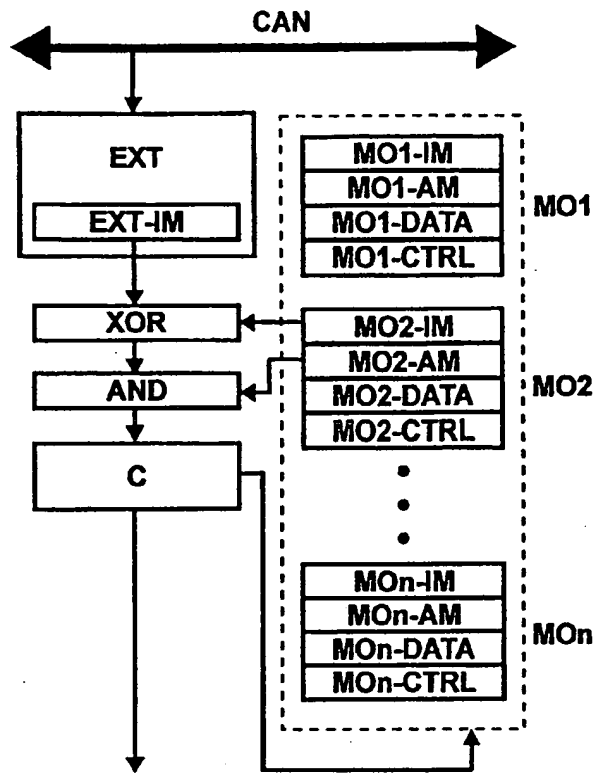 CAN
EXT
EXT-IM
XOR
AND
C
MO1-IM
MO1-AM
MO1-DATA
MO1-CTRL
MO1
MO2-IM
MO2-AM
MO2-DATA
MO2-CTRL
MO2
MOn-IM
MOn-AM
MOn-DATA
MOn-CTRL
MOn